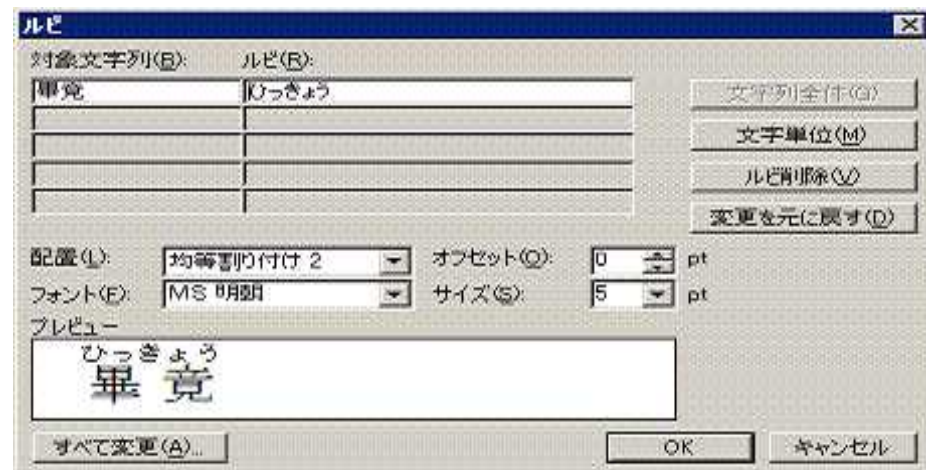 ルビ
対象文字列(B): ルビ(R):
畢竟 ひっきょう
文字列全体(G)
文字単位(M)
ルビ削除(V)
変更を元に戻す(D)
配置(L): 均等割り付け 2 オフセット(O): 0 pt
フォント(F): MS 明朝 サイズ(S): 5 pt
プレビュー
ひっきょう
畢竟
すべて変更(A)... OK キャンセル